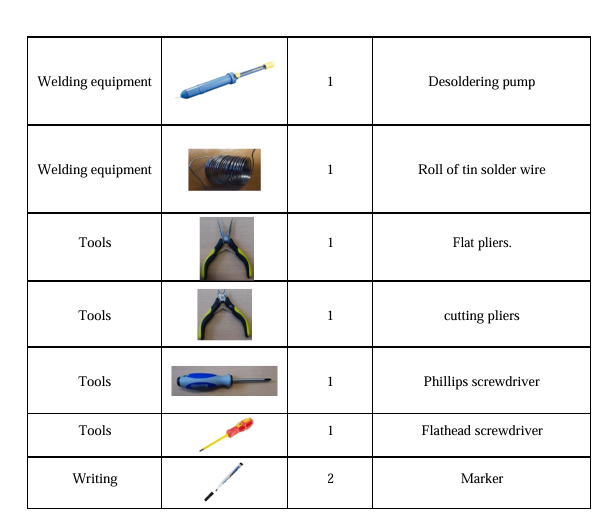 Welding equipment 1 Desoldering pump
Welding equipment 1 Roll of tin solder wire
Tools 1 Flat pliers.
Tools 1 cutting pliers
Tools 1 Phillips screwdriver
Tools 1 Flathead screwdriver
Writing 2 Marker